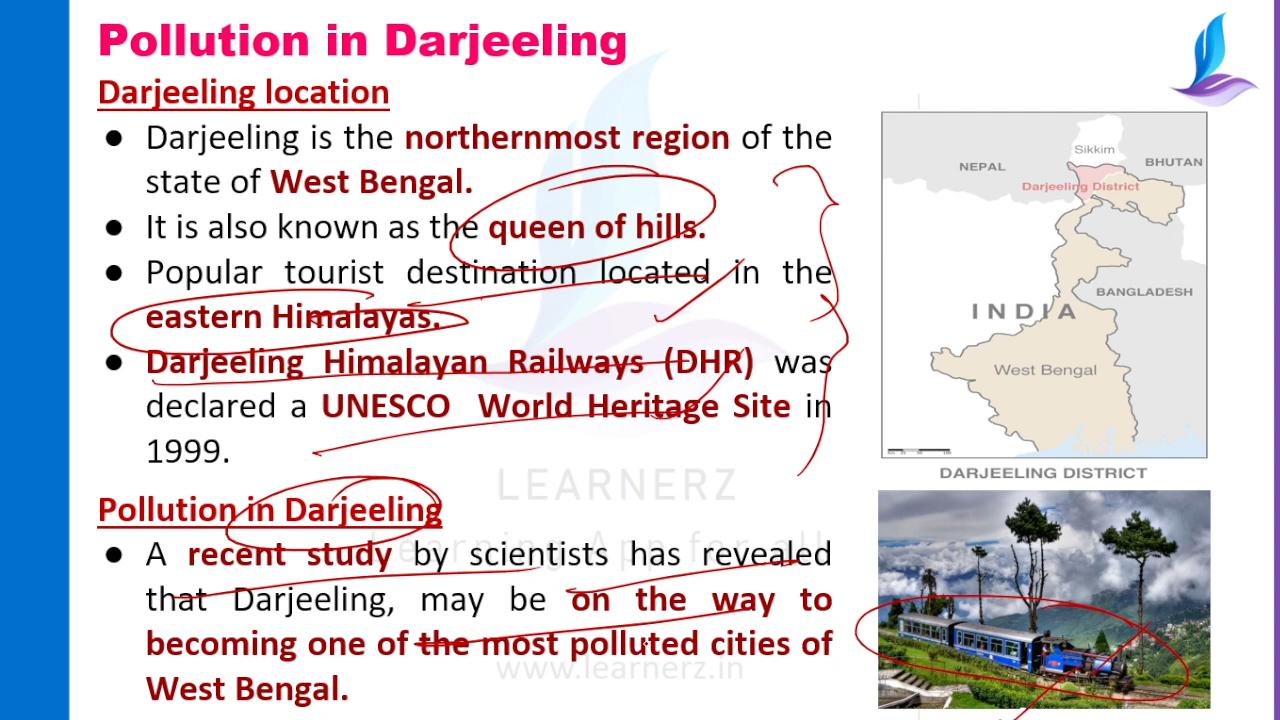 Pollution in Darjeeling
Darjeeling location
● Darjeeling is the northernmost region of the
state of West Bengal.
● It is also known as the queen of hills.
● Popular tourist destination located in the
eastern Himalayas.
● Darjeeling Himalayan Railways (DHR) was
declared a UNESCO World Heritage Site in
1999.
LEARNERZ
Pollution in Darjeeling
Learning App for all
● A recent study by scientists has revealed
that Darjeeling, may be on the way to
becoming one of the most polluted cities of
www.learnerz.in
West Bengal.
Sikkim
NEPAL
BHUTAN
Darjeeling District
BANGLADESH
INDIA
West Bengal
DARJEELING DISTRICT